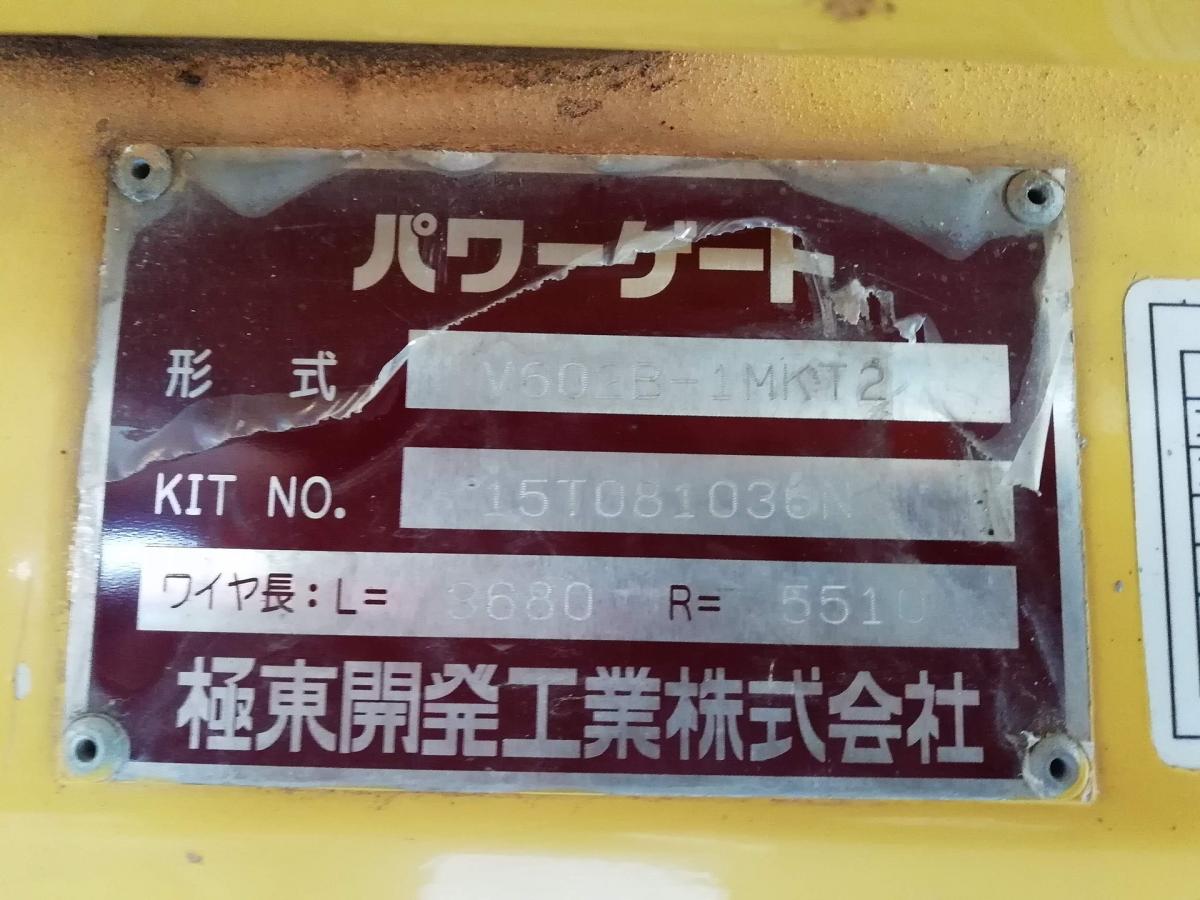 パワーゲート
形 式 V602B-1MKT2
KIT NO. 15T081036N
ワイヤ長:L= 3680 R= 5510
極東開発工業株式会社